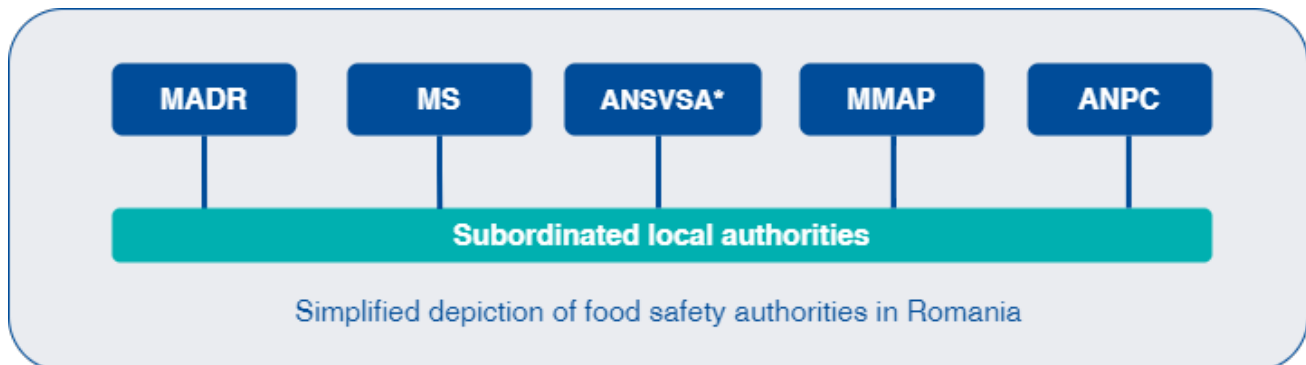 MADR MS ANSVSA* MMAP ANPC
Subordinated local authorities
Simplified depiction of food safety authorities in Romania